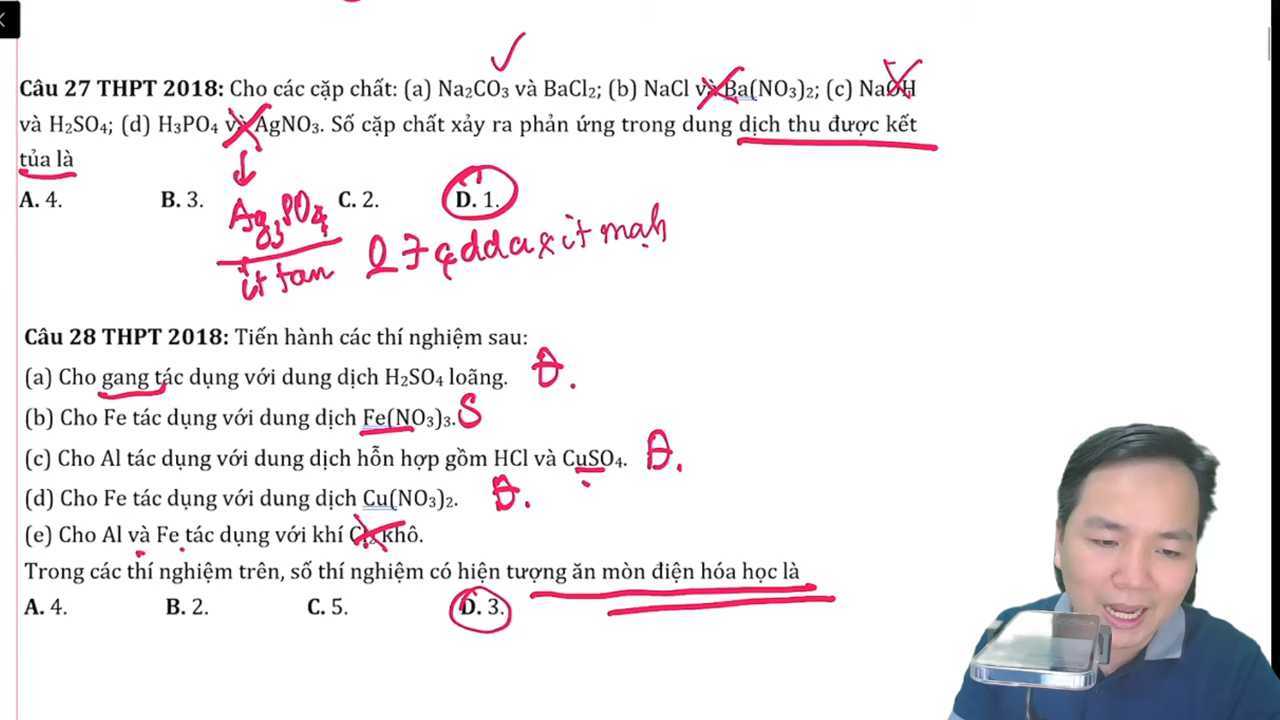 Câu 27 THPT 2018: Cho các cặp chất: (a) Na₂CO₃ và BaCl₂; (b) NaCl và Ba(NO₃)₂; (c) NaOH
và H₂SO₄; (d) H₃PO₄ và AgNO₃. Số cặp chất xảy ra phản ứng trong dung dịch thu được kết
tủa là
A. 4. B. 3. C. 2. D. 1.
Ag₃PO₄
ít tan
Câu 28 THPT 2018: Tiến hành các thí nghiệm sau:
(a) Cho gang tác dụng với dung dịch H₂SO₄ loãng. Đ.
(b) Cho Fe tác dụng với dung dịch Fe(NO₃)₃. S
(c) Cho Al tác dụng với dung dịch hỗn hợp gồm HCl và CuSO₄. Đ.
(d) Cho Fe tác dụng với dung dịch Cu(NO₃)₂. Đ.
(e) Cho Al và Fe tác dụng với khí Cl₂ khô.
Trong các thí nghiệm trên, số thí nghiệm có hiện tượng ăn mòn điện hóa học là
A. 4. B. 2. C. 5. D. 3.